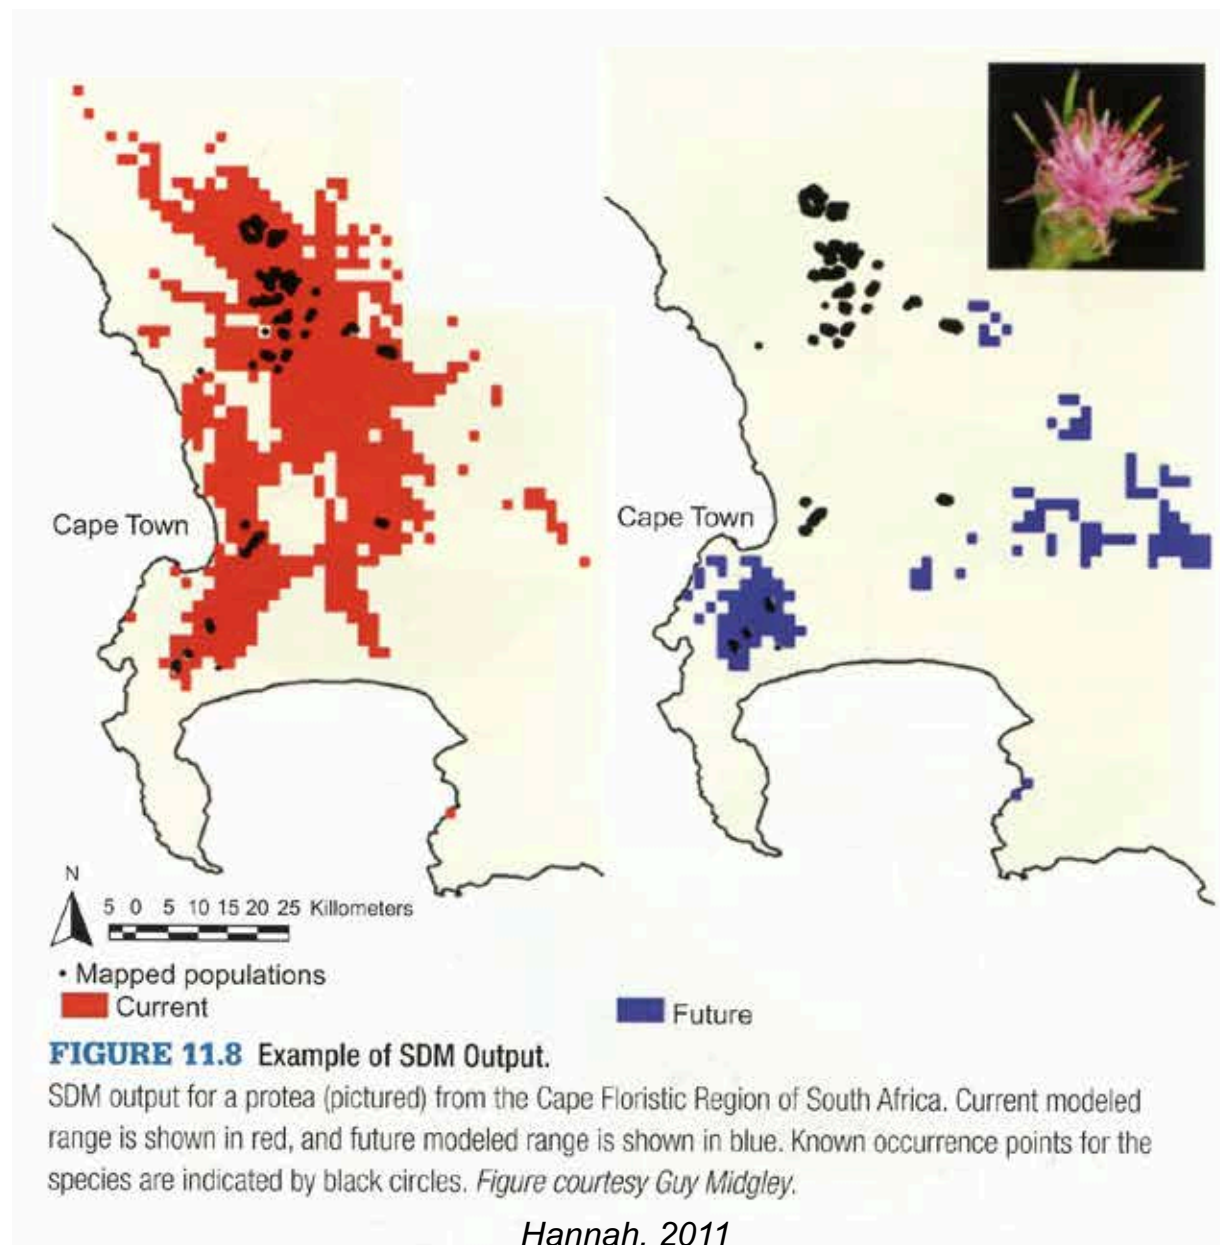 Cape Town
Cape Town
N
5 0 5 10 15 20 25 Killometers
• Mapped populations
Current
Future
FIGURE 11.8 Example of SDM Output.
SDM output for a protea (pictured) from the Cape Floristic Region of South Africa. Current modeled
range is shown in red, and future modeled range is shown in blue. Known occurrence points for the
species are indicated by black circles. Figure courtesy Guy Midgley.
Hannah, 2011